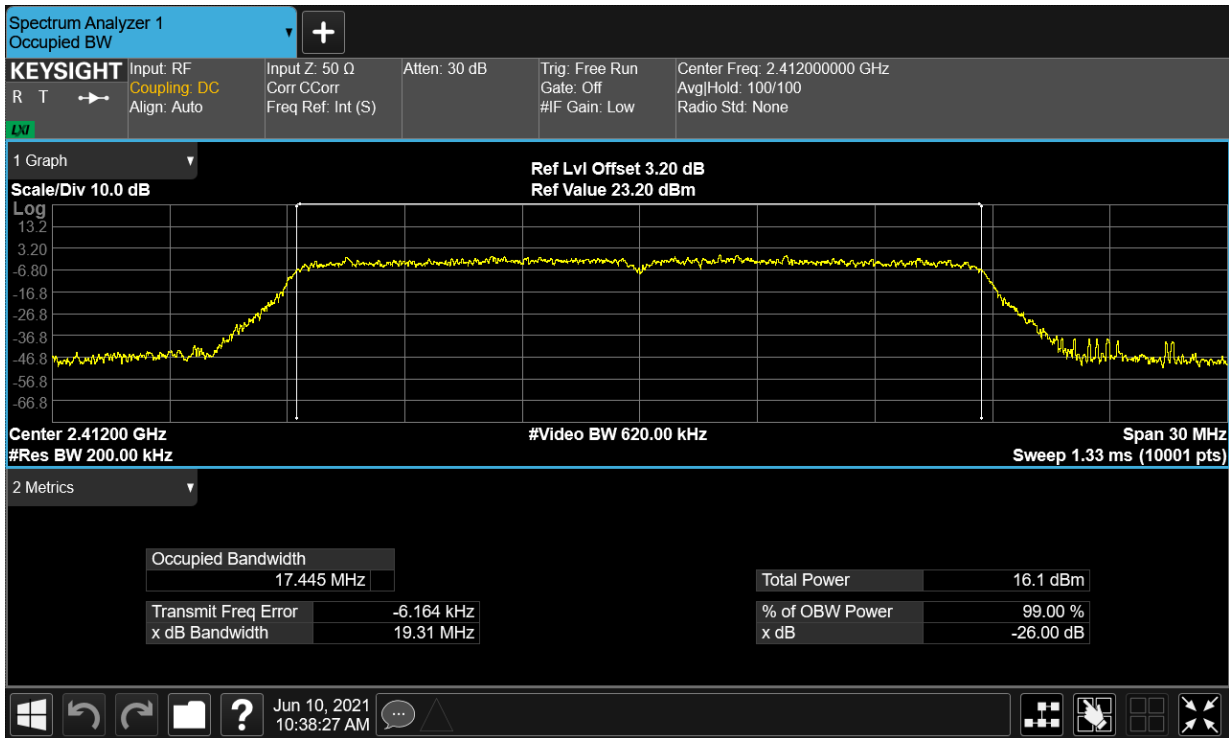 Spectrum Analyzer 1
Occupied BW
KEYSIGHT
R T
LXI
Input: RF
Coupling: DC
Align: Auto
Input Z: 50 Ω
Corr CCorr
Freq Ref: Int (S)
Atten: 30 dB
Trig: Free Run
Gate: Off
#IF Gain: Low
Center Freq: 2.412000000 GHz
Avg|Hold: 100/100
Radio Std: None
1 Graph
Scale/Div 10.0 dB
Ref Lvl Offset 3.20 dB
Ref Value 23.20 dBm
Log
13.2
3.20
-6.80
-16.8
-26.8
-36.8
-46.8
-56.8
-66.8
Center 2.41200 GHz
#Video BW 620.00 kHz
Span 30 MHz
#Res BW 200.00 kHz
Sweep 1.33 ms (10001 pts)
2 Metrics
Occupied Bandwidth
17.445 MHz
Total Power 16.1 dBm
Transmit Freq Error -6.164 kHz
% of OBW Power 99.00 %
x dB Bandwidth 19.31 MHz
x dB -26.00 dB
?
Jun 10, 2021
10:38:27 AM